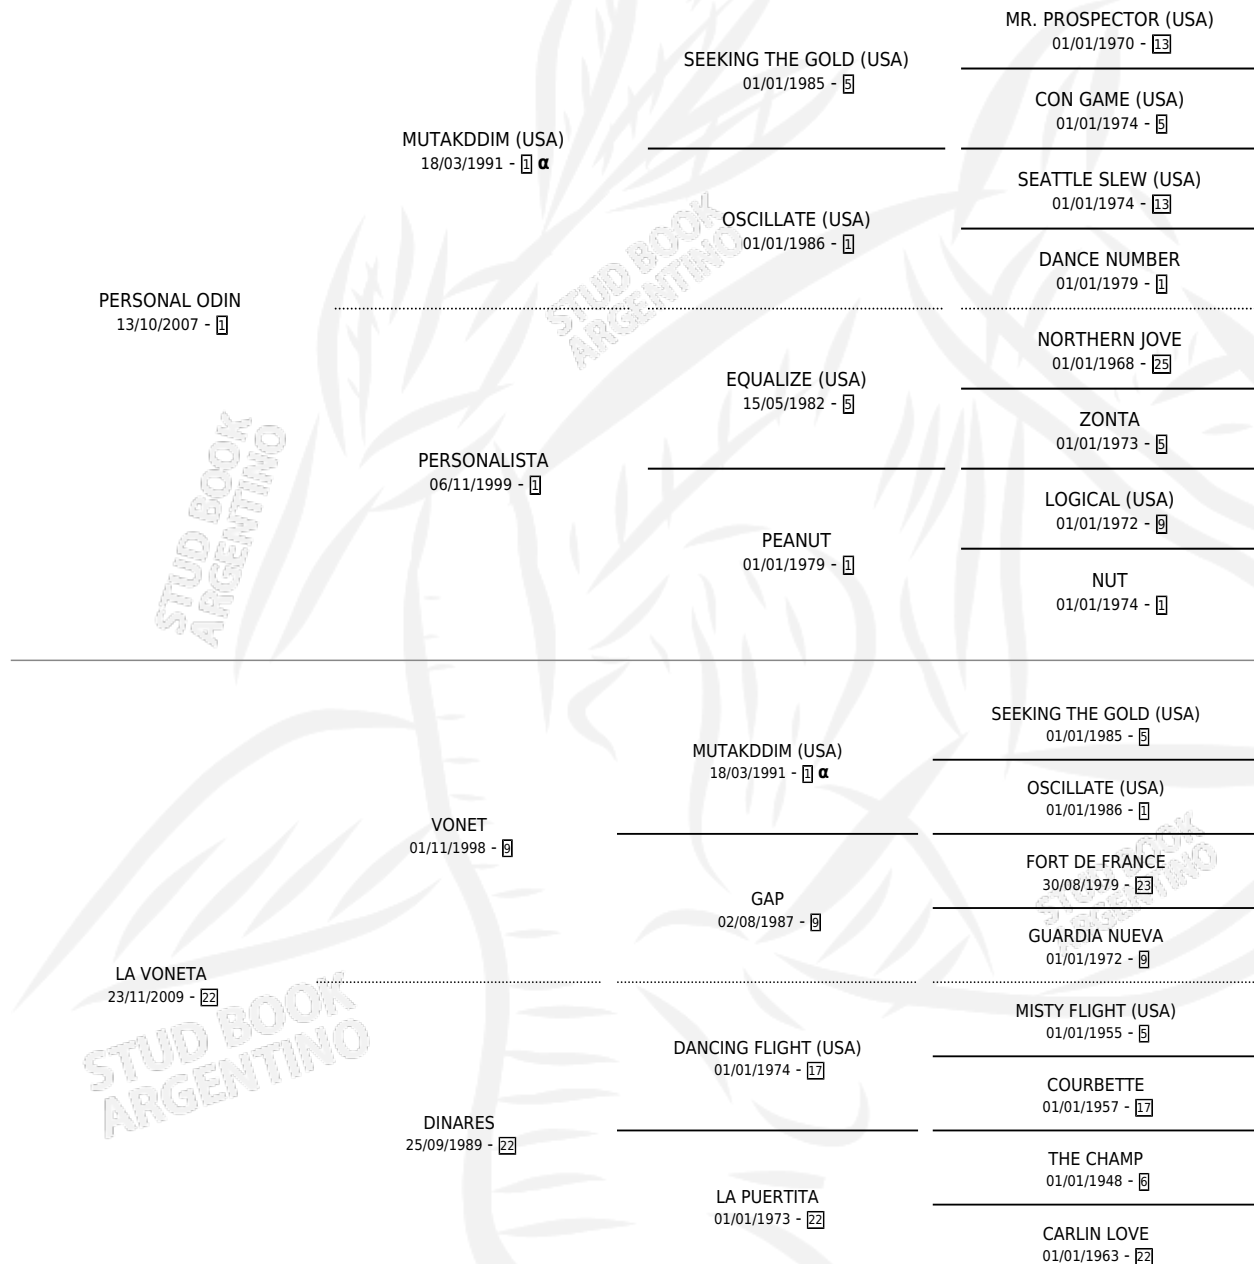 MR. PROSPECTOR (USA)
01/01/1970 - 13
SEEKING THE GOLD (USA)
01/01/1985 - 5
CON GAME (USA)
01/01/1974 - 5
MUTAKDDIM (USA)
18/03/1991 - 1 α
SEATTLE SLEW (USA)
01/01/1974 - 13
OSCILLATE (USA)
01/01/1986 - 1
DANCE NUMBER
01/01/1979 - 1
STUD BOOK
ARGENTINO
PERSONAL ODIN
13/10/2007 - 1
NORTHERN JOVE
01/01/1968 - 25
EQUALIZE (USA)
15/05/1982 - 5
ZONTA
01/01/1973 - 5
PERSONALISTA
06/11/1999 - 1
LOGICAL (USA)
01/01/1972 - 9
PEANUT
01/01/1979 - 1
NUT
01/01/1974 - 1
STUD BOOK
ARGENTINO
SEEKING THE GOLD (USA)
01/01/1985 - 5
MUTAKDDIM (USA)
18/03/1991 - 1 α
OSCILLATE (USA)
01/01/1986 - 1
VONET
01/11/1998 - 9
FORT DE FRANCE
30/08/1979 - 23
GAP
02/08/1987 - 9
GUARDIA NUEVA
01/01/1972 - 9
STUD BOOK
ARGENTINO
LA VONETA
23/11/2009 - 22
MISTY FLIGHT (USA)
01/01/1955 - 5
DANCING FLIGHT (USA)
01/01/1974 - 17
COURBETTE
01/01/1957 - 17
DINARES
25/09/1989 - 22
THE CHAMP
01/01/1948 - 6
LA PUERTITA
01/01/1973 - 22
CARLIN LOVE
01/01/1963 - 22
STUD BOOK
ARGENTINO